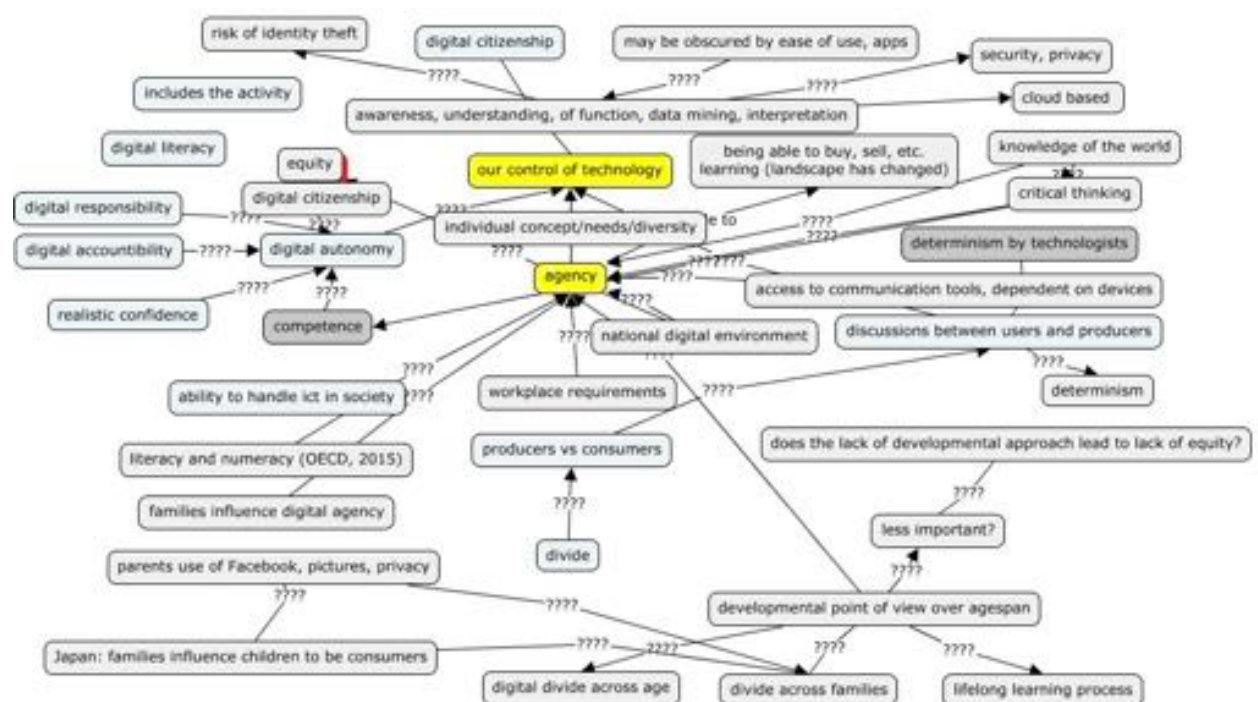 risk of identity theft
digital citizenship
may be obscured by ease of use, apps
security, privacy
????
????
????
includes the activity
cloud based
awareness, understanding, of function, data mining, interpretation
digital literacy
equity
our control of technology
being able to buy, sell, etc.
learning (landscape has changed)
knowledge of the world
????
critical thinking
digital citizenship
digital responsibility
????
????
????
individual concept/needs/diversity
le to
????
????
determinism by technologists
digital accountibility
????
digital autonomy
????
????
????
agency
access to communication tools, dependent on devices
????
????
????
realistic confidence
competence
????
national digital environment
discussions between users and producers
????
????
????
ability to handle ict in society
????
workplace requirements
????
determinism
producers vs consumers
does the lack of developmental approach lead to lack of equity?
literacy and numeracy (OECD, 2015)
????
families influence digital agency
????
less important?
divide
parents use of Facebook, pictures, privacy
????
????
????
developmental point of view over agespan
Japan: families influence children to be consumers
????
????
????
????
digital divide across age
divide across families
lifelong learning process